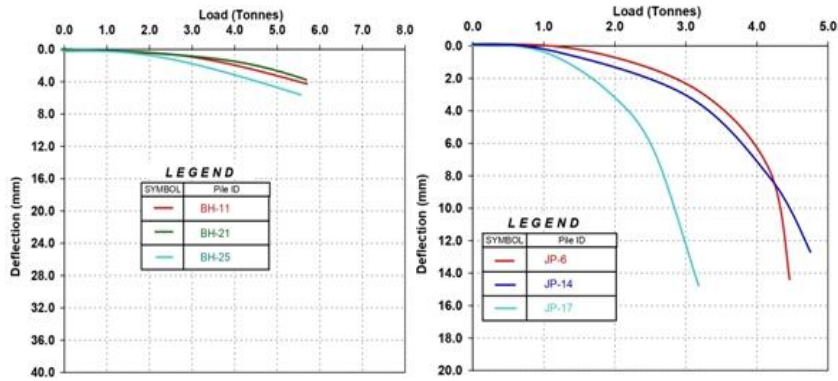 Load (Tonnes)
0.0 1.0 2.0 3.0 4.0 5.0 6.0 7.0 8.0
0.0
4.0
8.0
12.0
16.0
20.0
24.0
28.0
32.0
36.0
40.0
Deflection (mm)
LEGEND
SYMBOL Pile ID
BH-11
BH-21
BH-25
Load (Tonnes)
0.0 1.0 2.0 3.0 4.0 5.0
0.0
2.0
4.0
6.0
8.0
10.0
12.0
14.0
16.0
18.0
20.0
Deflection (mm)
LEGEND
SYMBOL Pile ID
JP-6
JP-14
JP-17